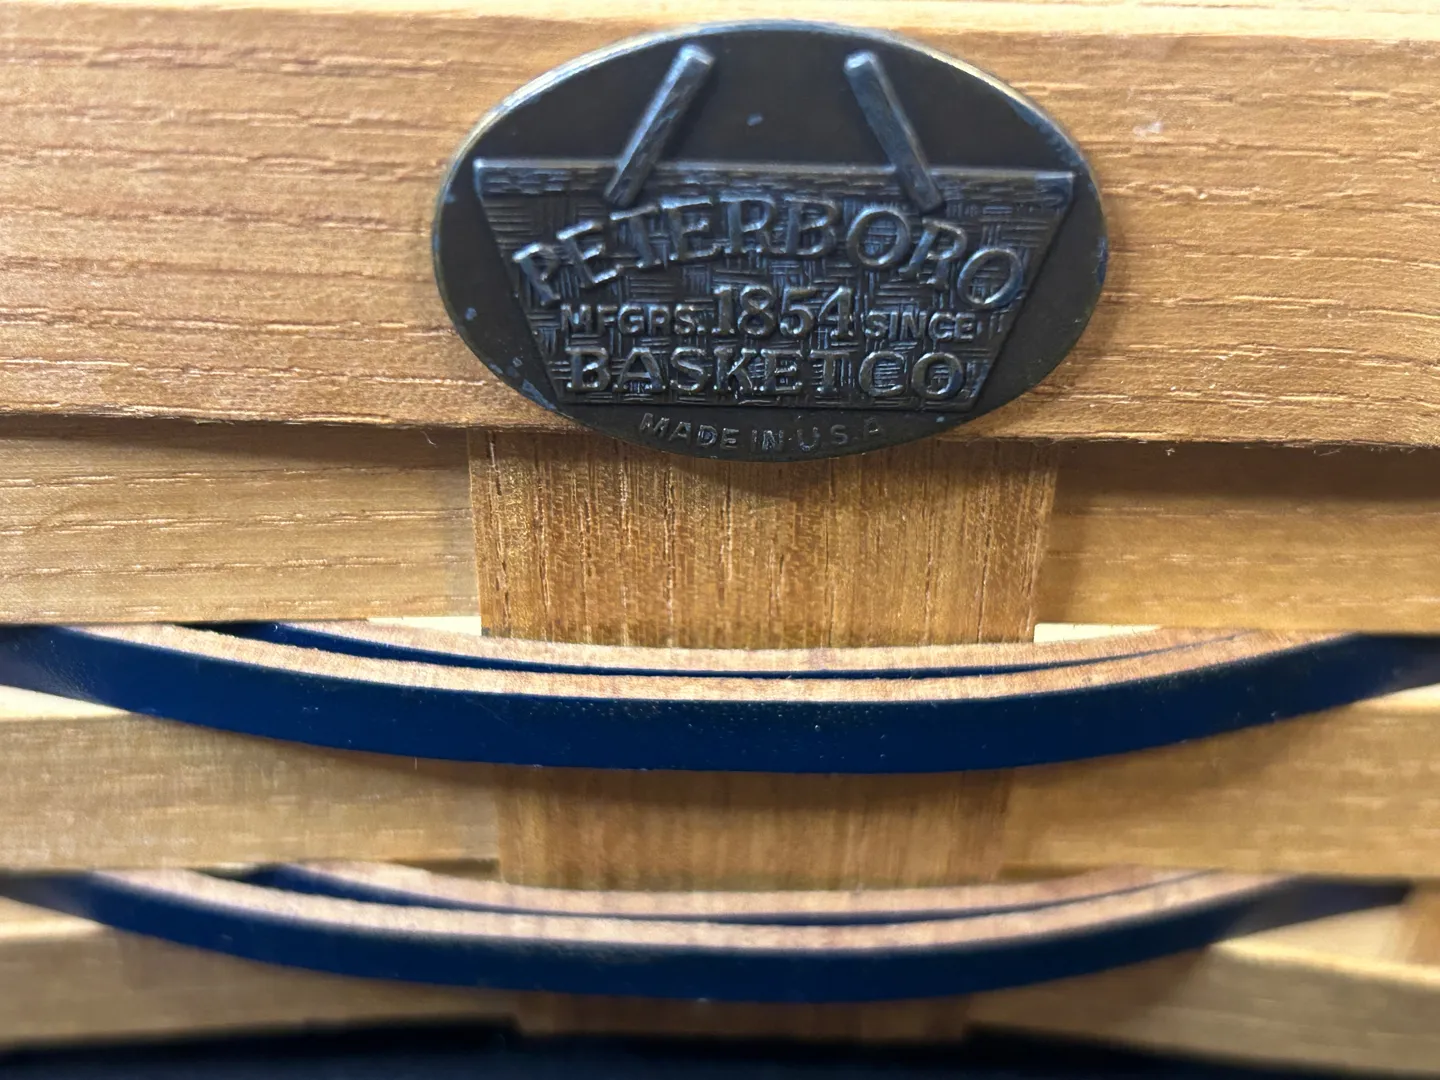 PETERBORO
MFGRS. 1854 SINCE
BASKET CO.
MADE IN U.S.A